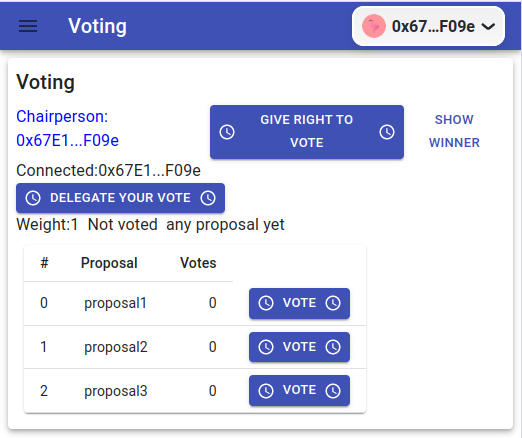 Voting
0x67...F09e
Voting
Chairperson:
0x67E1...F09e
GIVE RIGHT TO
VOTE
SHOW
WINNER
Connected:0x67E1...F09e
DELEGATE YOUR VOTE
Weight:1 Not voted any proposal yet
# Proposal Votes
0 proposal1 0 VOTE
1 proposal2 0 VOTE
2 proposal3 0 VOTE